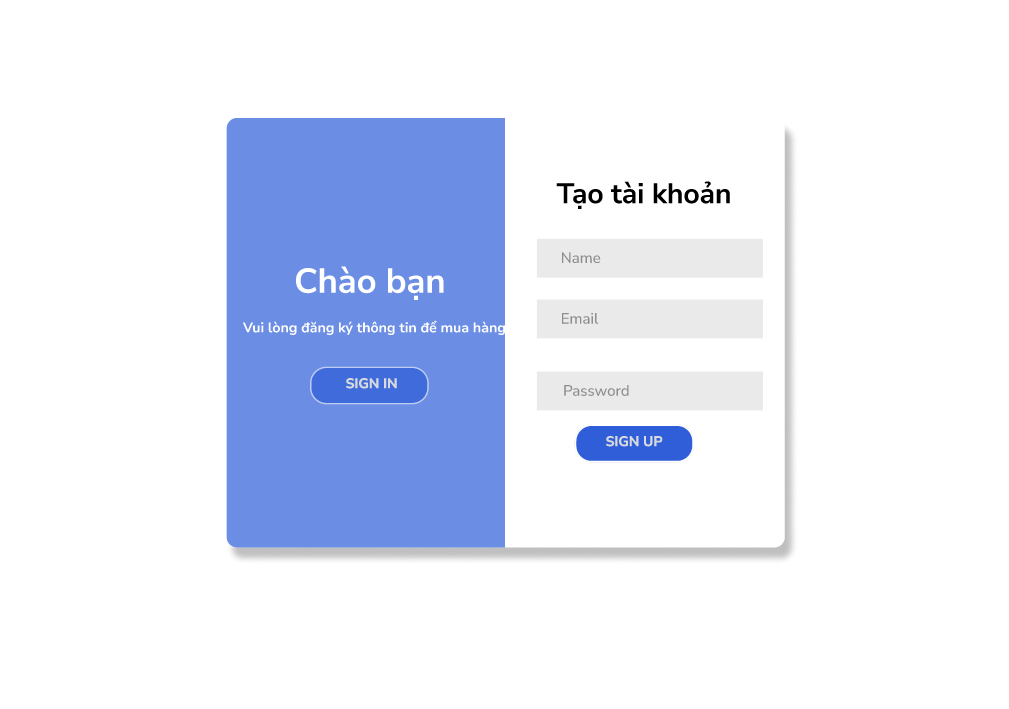 Chào bạn
Vui lòng đăng ký thông tin để mua hàng
SIGN IN
Tạo tài khoản
Name
Email
Password
SIGN UP